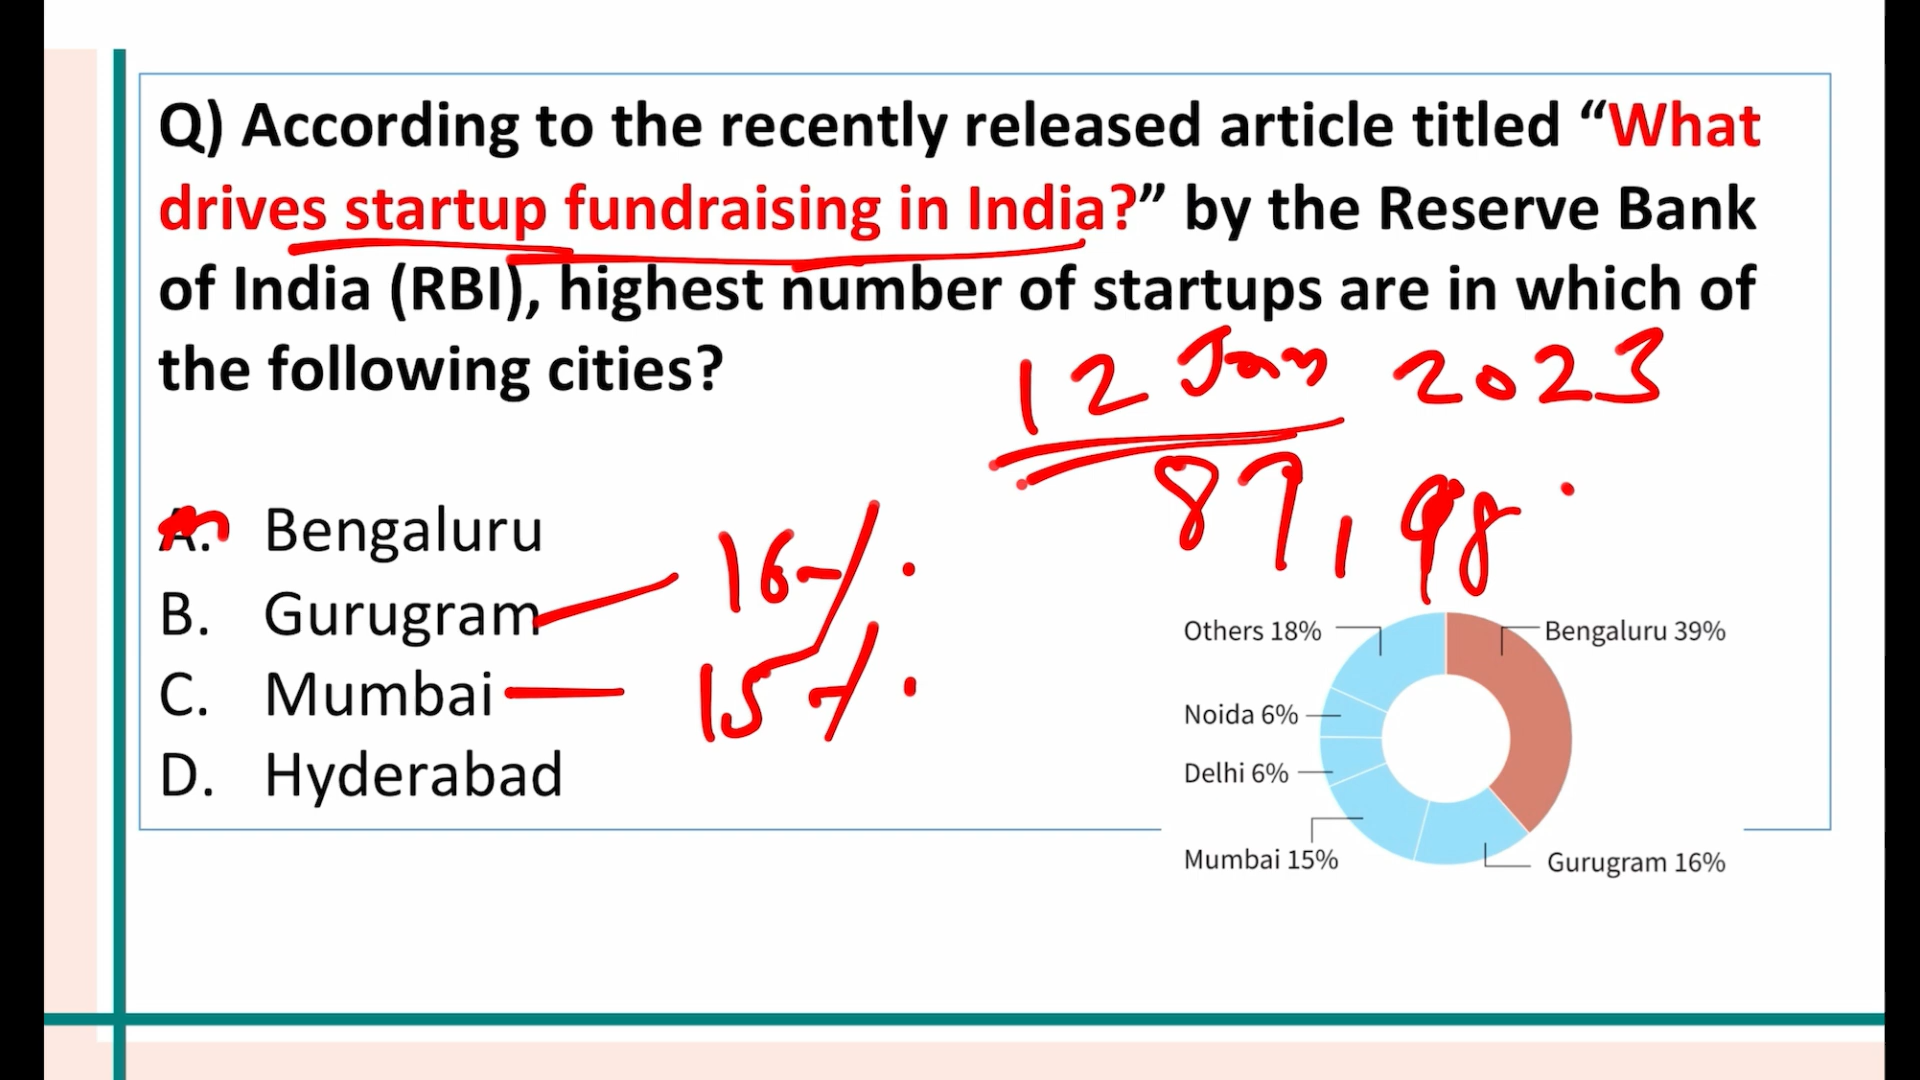 Q) According to the recently released article titled “What
drives startup fundraising in India?” by the Reserve Bank
of India (RBI), highest number of startups are in which of
the following cities?
12 Jan 2023
87, 98
A. Bengaluru
16%
B. Gurugram
15%
C. Mumbai
D. Hyderabad
Others 18%
Bengaluru 39%
Noida 6%
Delhi 6%
Mumbai 15%
Gurugram 16%